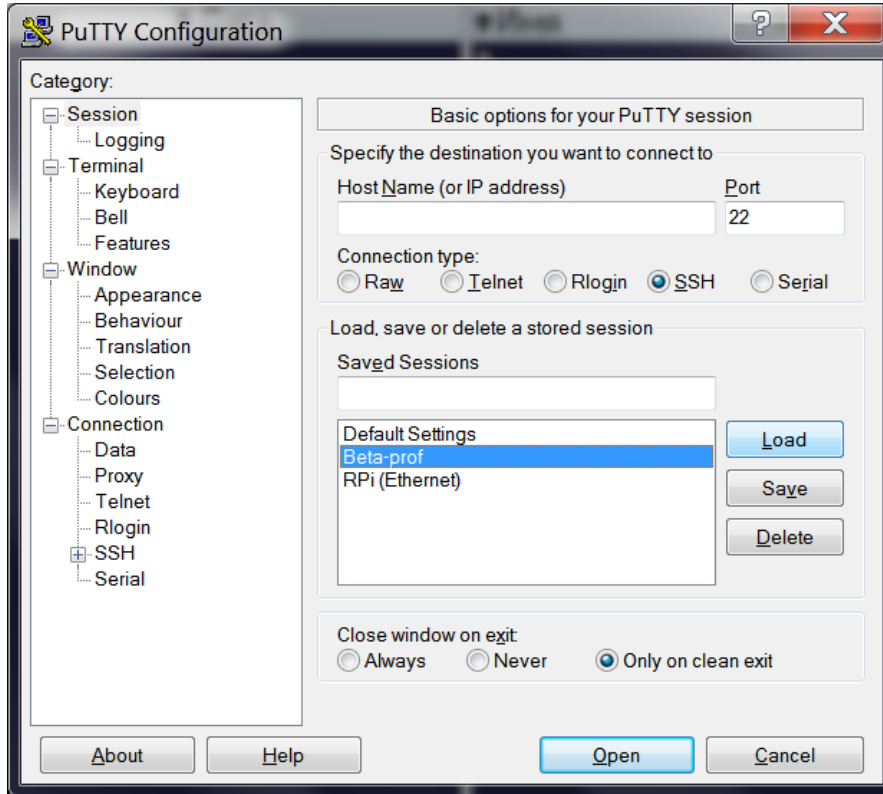 PuTTY Configuration
Category:
Session
Logging
Terminal
Keyboard
Bell
Features
Window
Appearance
Behaviour
Translation
Selection
Colours
Connection
Data
Proxy
Telnet
Rlogin
SSH
Serial
Basic options for your PuTTY session
Specify the destination you want to connect to
Host Name (or IP address) Port
22
Connection type:
Raw Telnet Rlogin SSH Serial
Load, save or delete a stored session
Saved Sessions
Default Settings
Beta-prof
RPi (Ethernet)
Load
Save
Delete
Close window on exit:
Always Never Only on clean exit
About Help Open Cancel